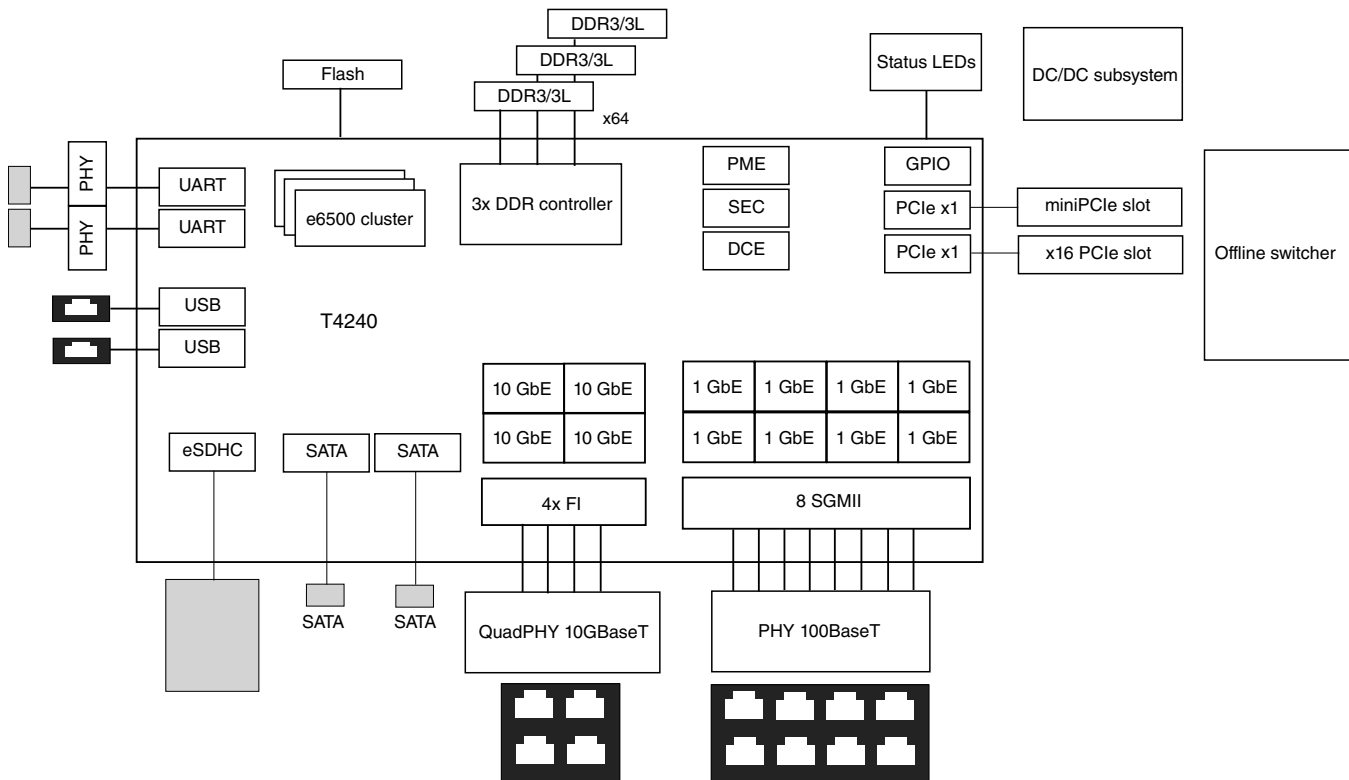 DDR3/3L
DDR3/3L
DDR3/3L
x64
Flash
Status LEDs
DC/DC subsystem
PHY
PHY
UART
UART
e6500 cluster
3x DDR controller
PME
SEC
DCE
GPIO
PCIe x1
PCIe x1
miniPCIe slot
x16 PCIe slot
Offline switcher
USB
USB
T4240
10 GbE 10 GbE
10 GbE 10 GbE
1 GbE 1 GbE 1 GbE 1 GbE
1 GbE 1 GbE 1 GbE 1 GbE
eSDHC
SATA
SATA
4x FI
8 SGMII
SATA
SATA
QuadPHY 10GBaseT
PHY 100BaseT